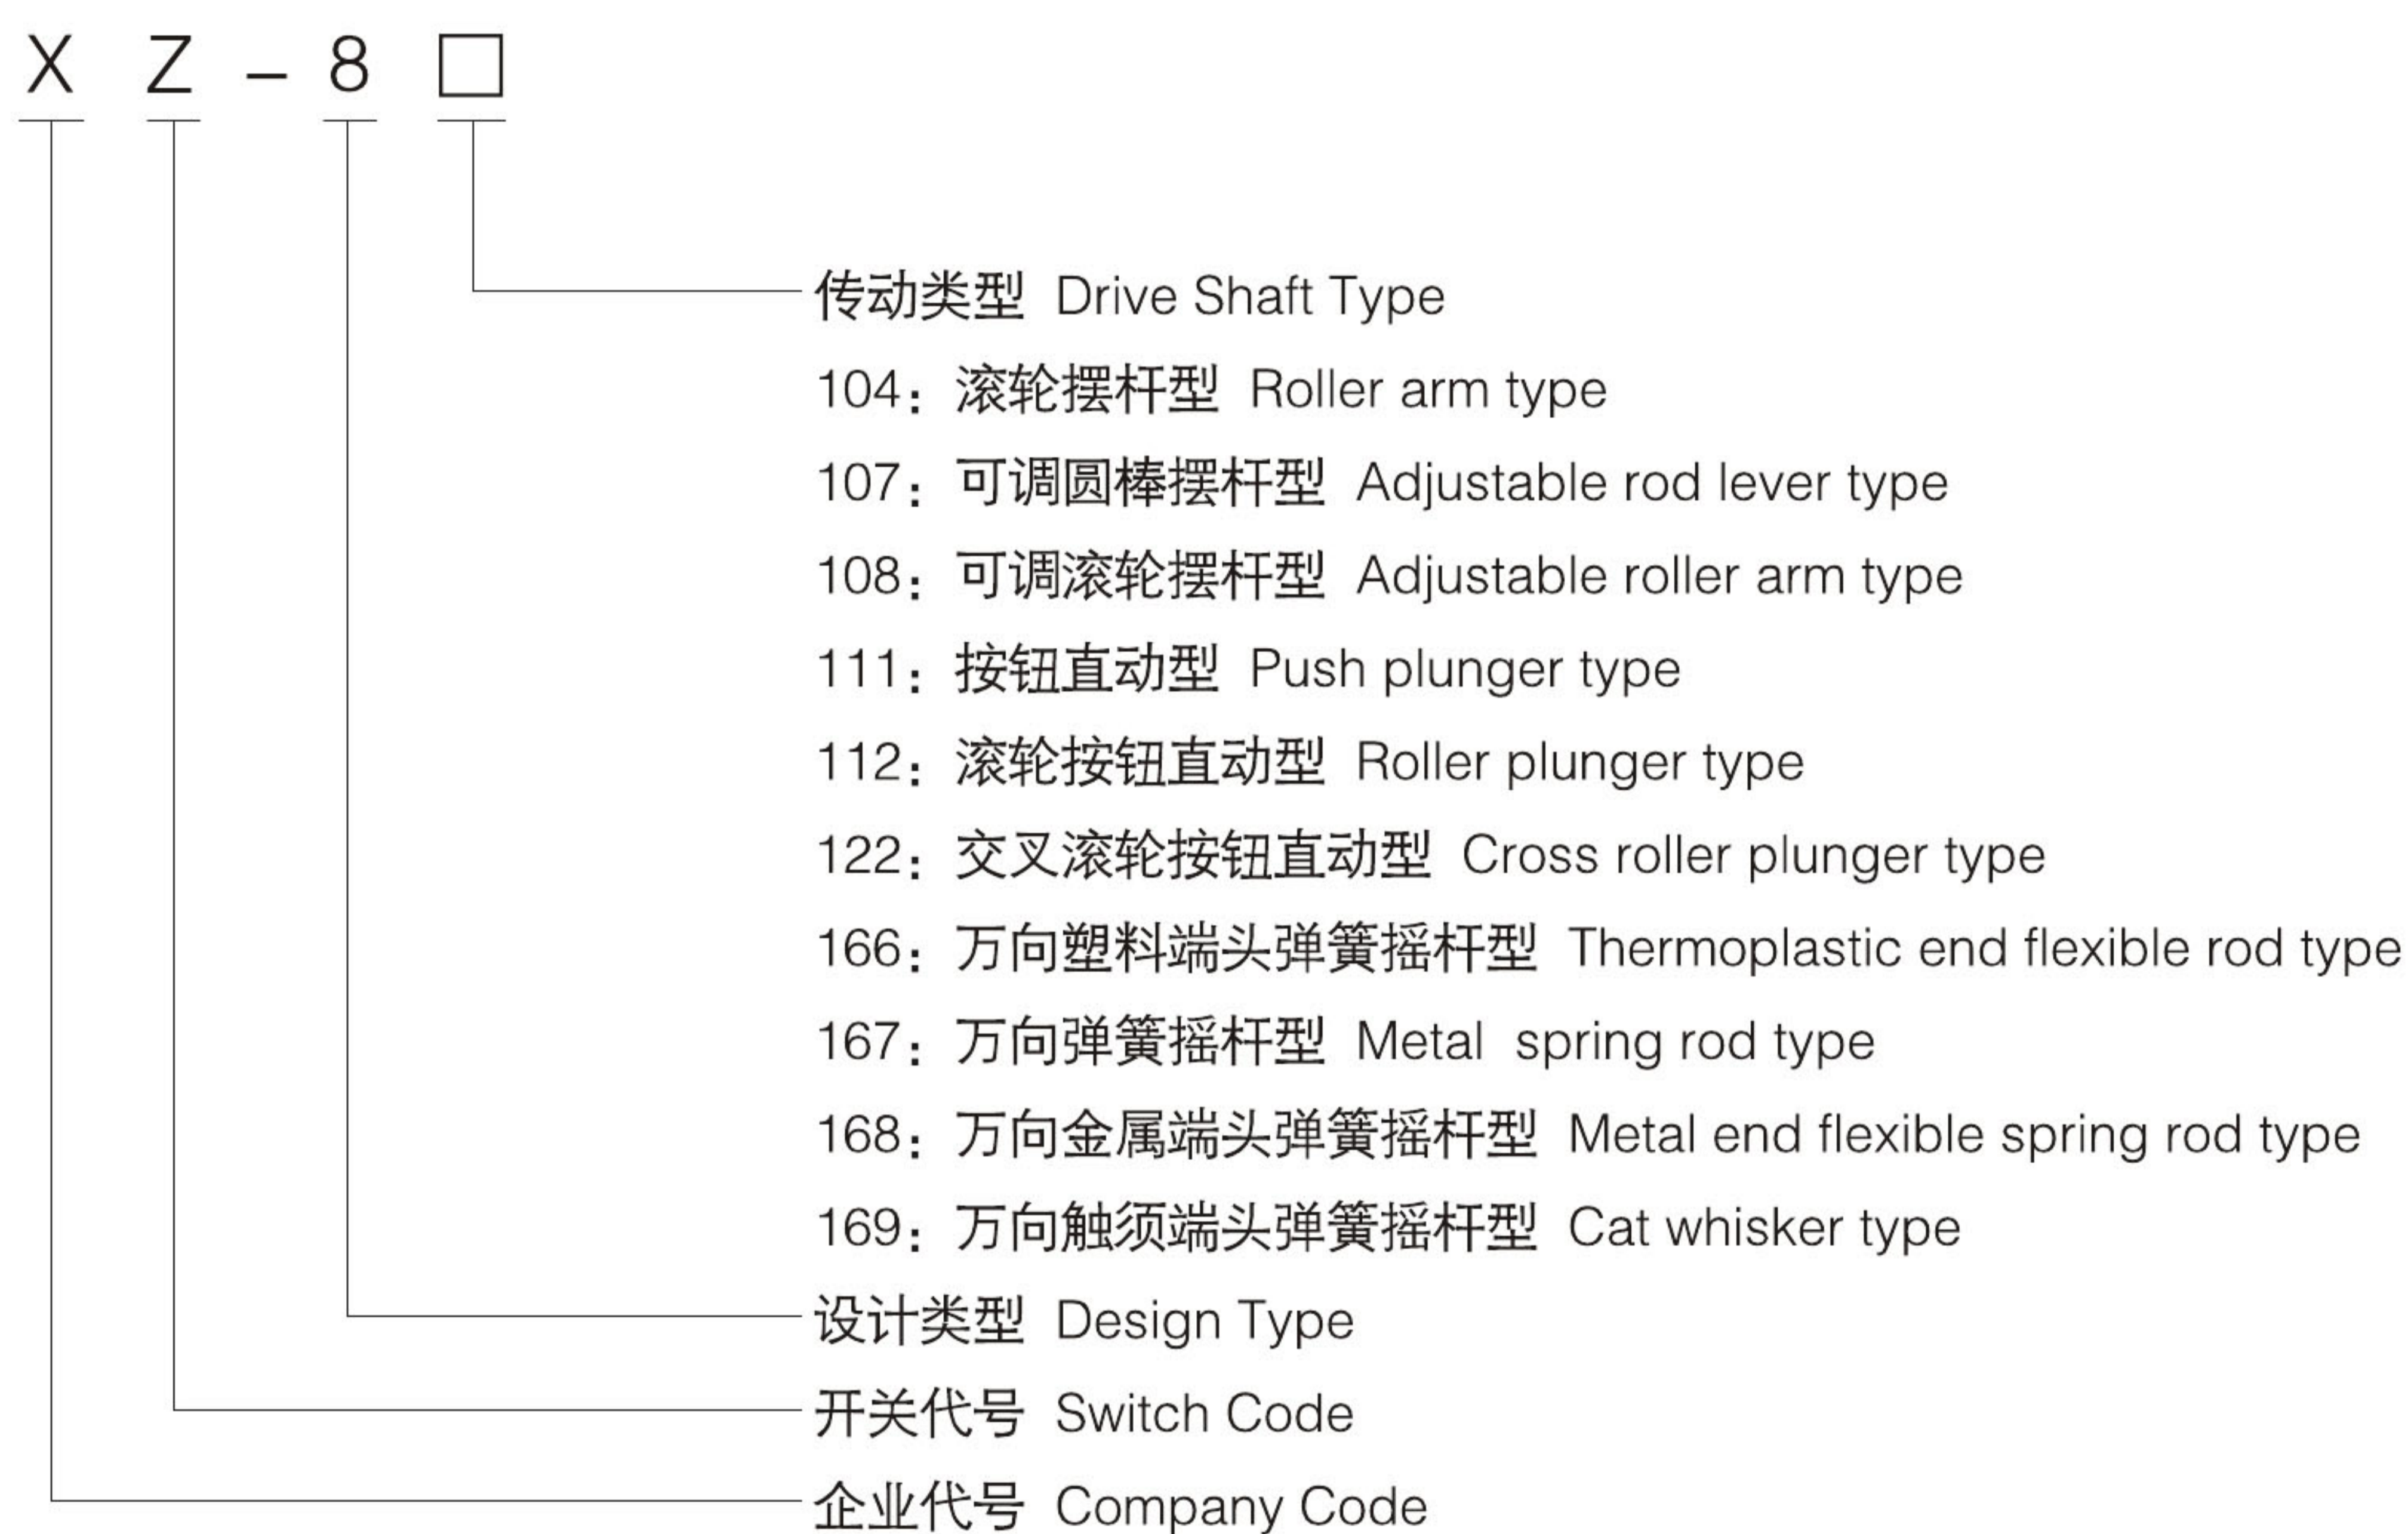 X Z – 8 □
传动类型 Drive Shaft Type
104：滚轮摆杆型 Roller arm type
107：可调圆棒摆杆型 Adjustable rod lever type
108：可调滚轮摆杆型 Adjustable roller arm type
111：按钮直动型 Push plunger type
112：滚轮按钮直动型 Roller plunger type
122：交叉滚轮按钮直动型 Cross roller plunger type
166：万向塑料端头弹簧摇杆型 Thermoplastic end flexible rod type
167：万向弹簧摇杆型 Metal spring rod type
168：万向金属端头弹簧摇杆型 Metal end flexible spring rod type
169：万向触须端头弹簧摇杆型 Cat whisker type
设计类型 Design Type
开关代号 Switch Code
企业代号 Company Code